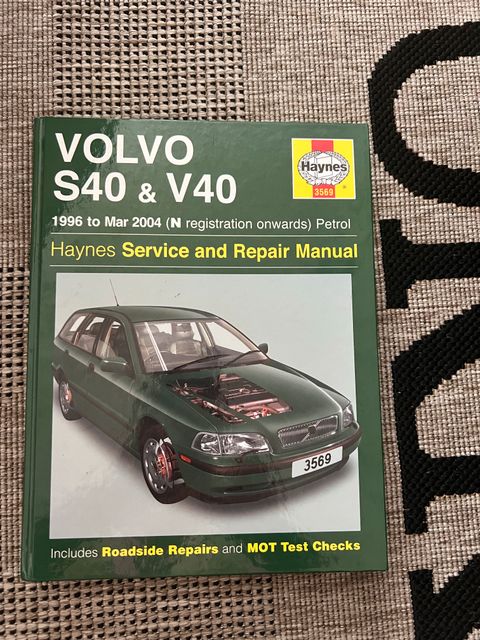 VOLVO
S40 & V40
Haynes
3569
1996 to Mar 2004 (N registration onwards) Petrol
Haynes Service and Repair Manual
3569
Includes Roadside Repairs and MOT Test Checks